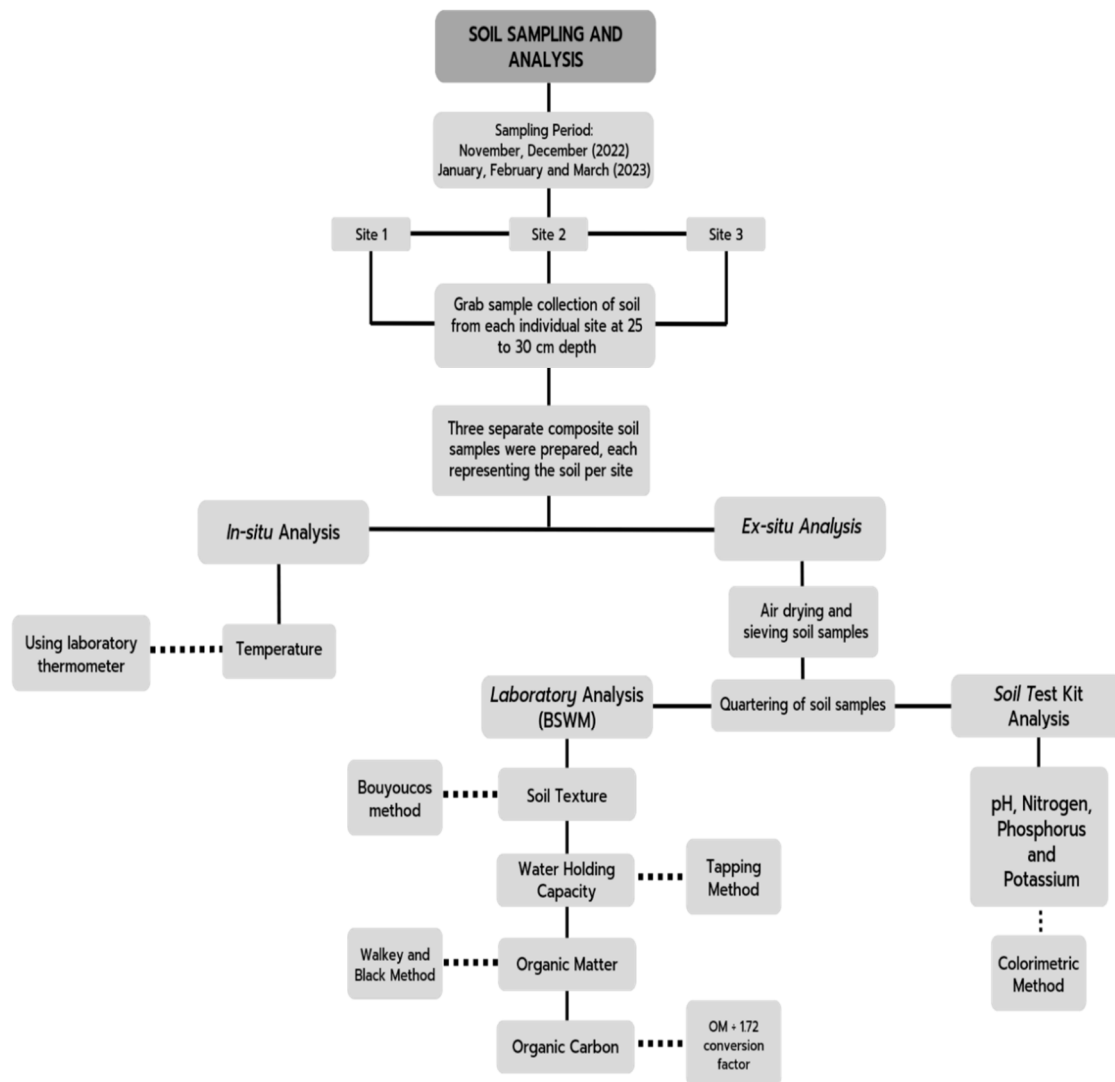 SOIL SAMPLING AND
ANALYSIS
Sampling Period:
November, December (2022)
January, February and March (2023)
Site 1
Site 2
Site 3
Grab sample collection of soil
from each individual site at 25
to 30 cm depth
Three separate composite soil
samples were prepared, each
representing the soil per site
In-situ Analysis
Ex-situ Analysis
Using laboratory
thermometer
Temperature
Air drying and
sieving soil samples
Laboratory Analysis
(BSWM)
Quartering of soil samples
Soil Test Kit
Analysis
Bouyoucos
method
Soil Texture
pH, Nitrogen,
Phosphorus
and
Potassium
Water Holding
Capacity
Tapping
Method
Walkey and
Black Method
Organic Matter
Colorimetric
Method
Organic Carbon
OM ÷ 1.72
conversion
factor